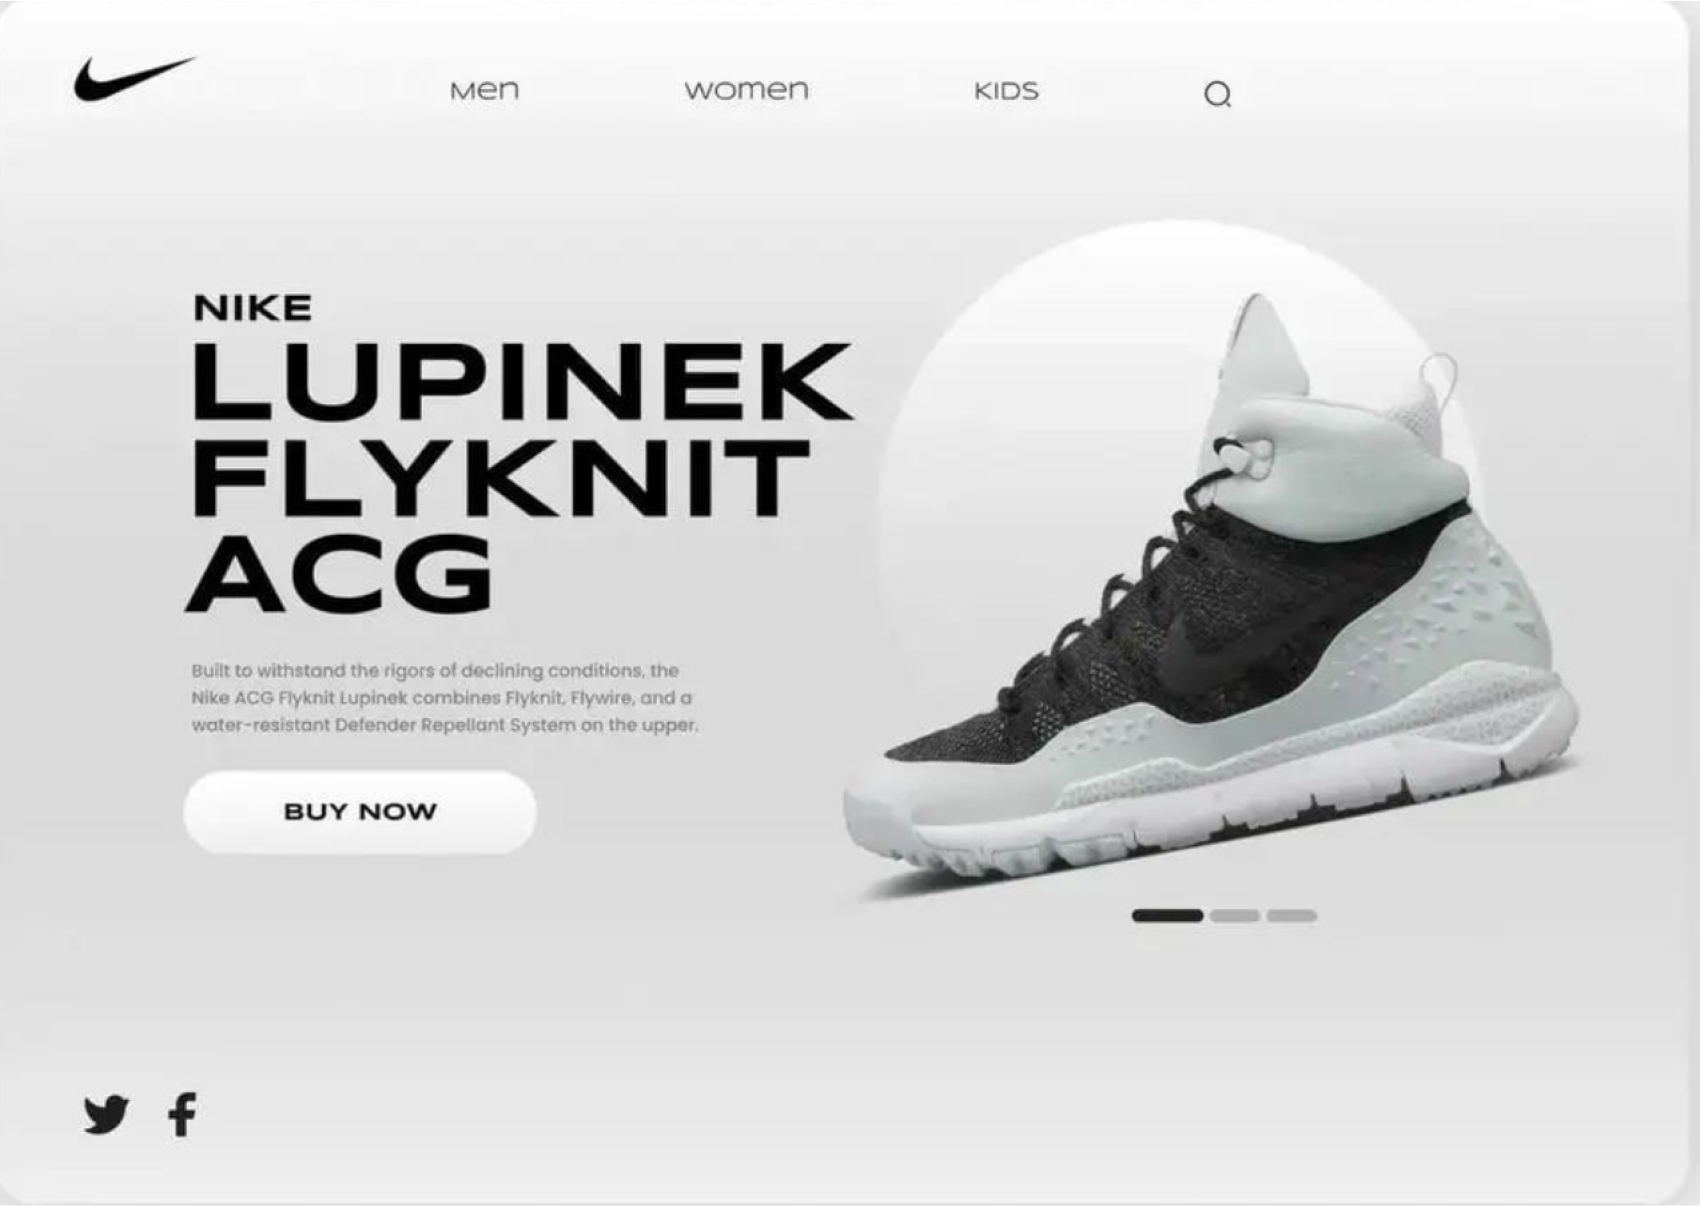 Men
women
KIDS
NIKE
LUPINEK
FLYKNIT
ACG
Built to withstand the rigors of declining conditions, the
Nike ACG Flyknit Lupinek combines Flyknit, Flywire, and a
water-resistant Defender Repellant System on the upper.
BUY NOW